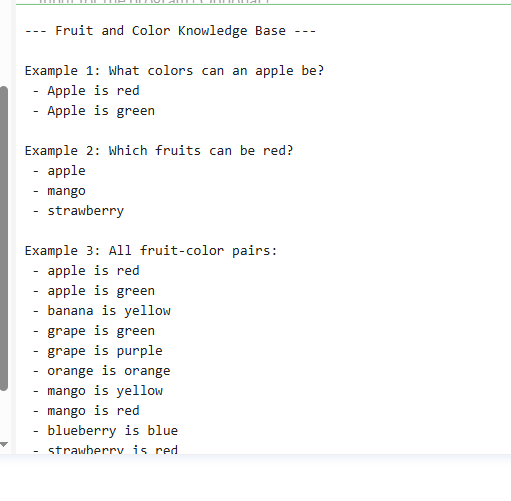 --- Fruit and Color Knowledge Base ---
Example 1: What colors can an apple be?
- Apple is red
- Apple is green
Example 2: Which fruits can be red?
- apple
- mango
- strawberry
Example 3: All fruit-color pairs:
- apple is red
- apple is green
- banana is yellow
- grape is green
- grape is purple
- orange is orange
- mango is yellow
- mango is red
- blueberry is blue
- strawberry is red